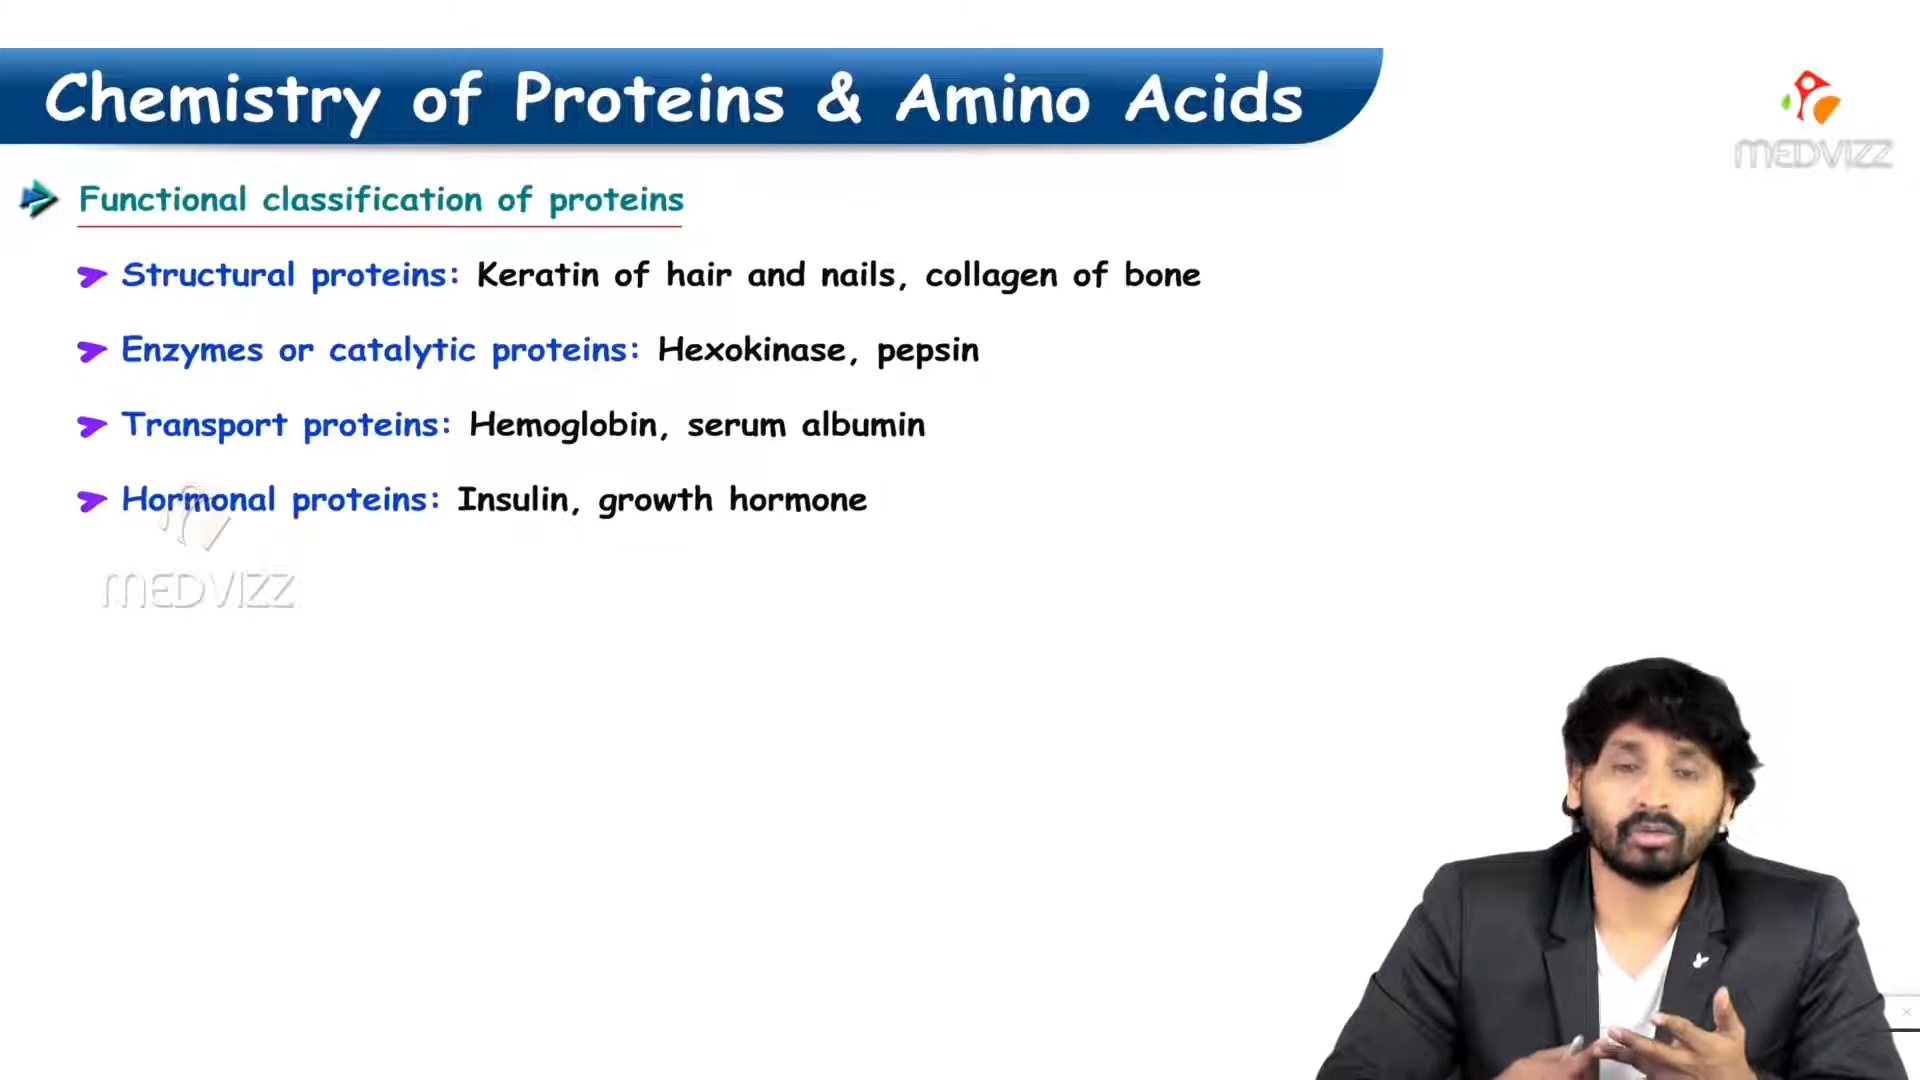 Chemistry of Proteins & Amino Acids
MEDVIZZ
Functional classification of proteins
Structural proteins: Keratin of hair and nails, collagen of bone
Enzymes or catalytic proteins: Hexokinase, pepsin
Transport proteins: Hemoglobin, serum albumin
Hormonal proteins: Insulin, growth hormone
MEDVIZZ